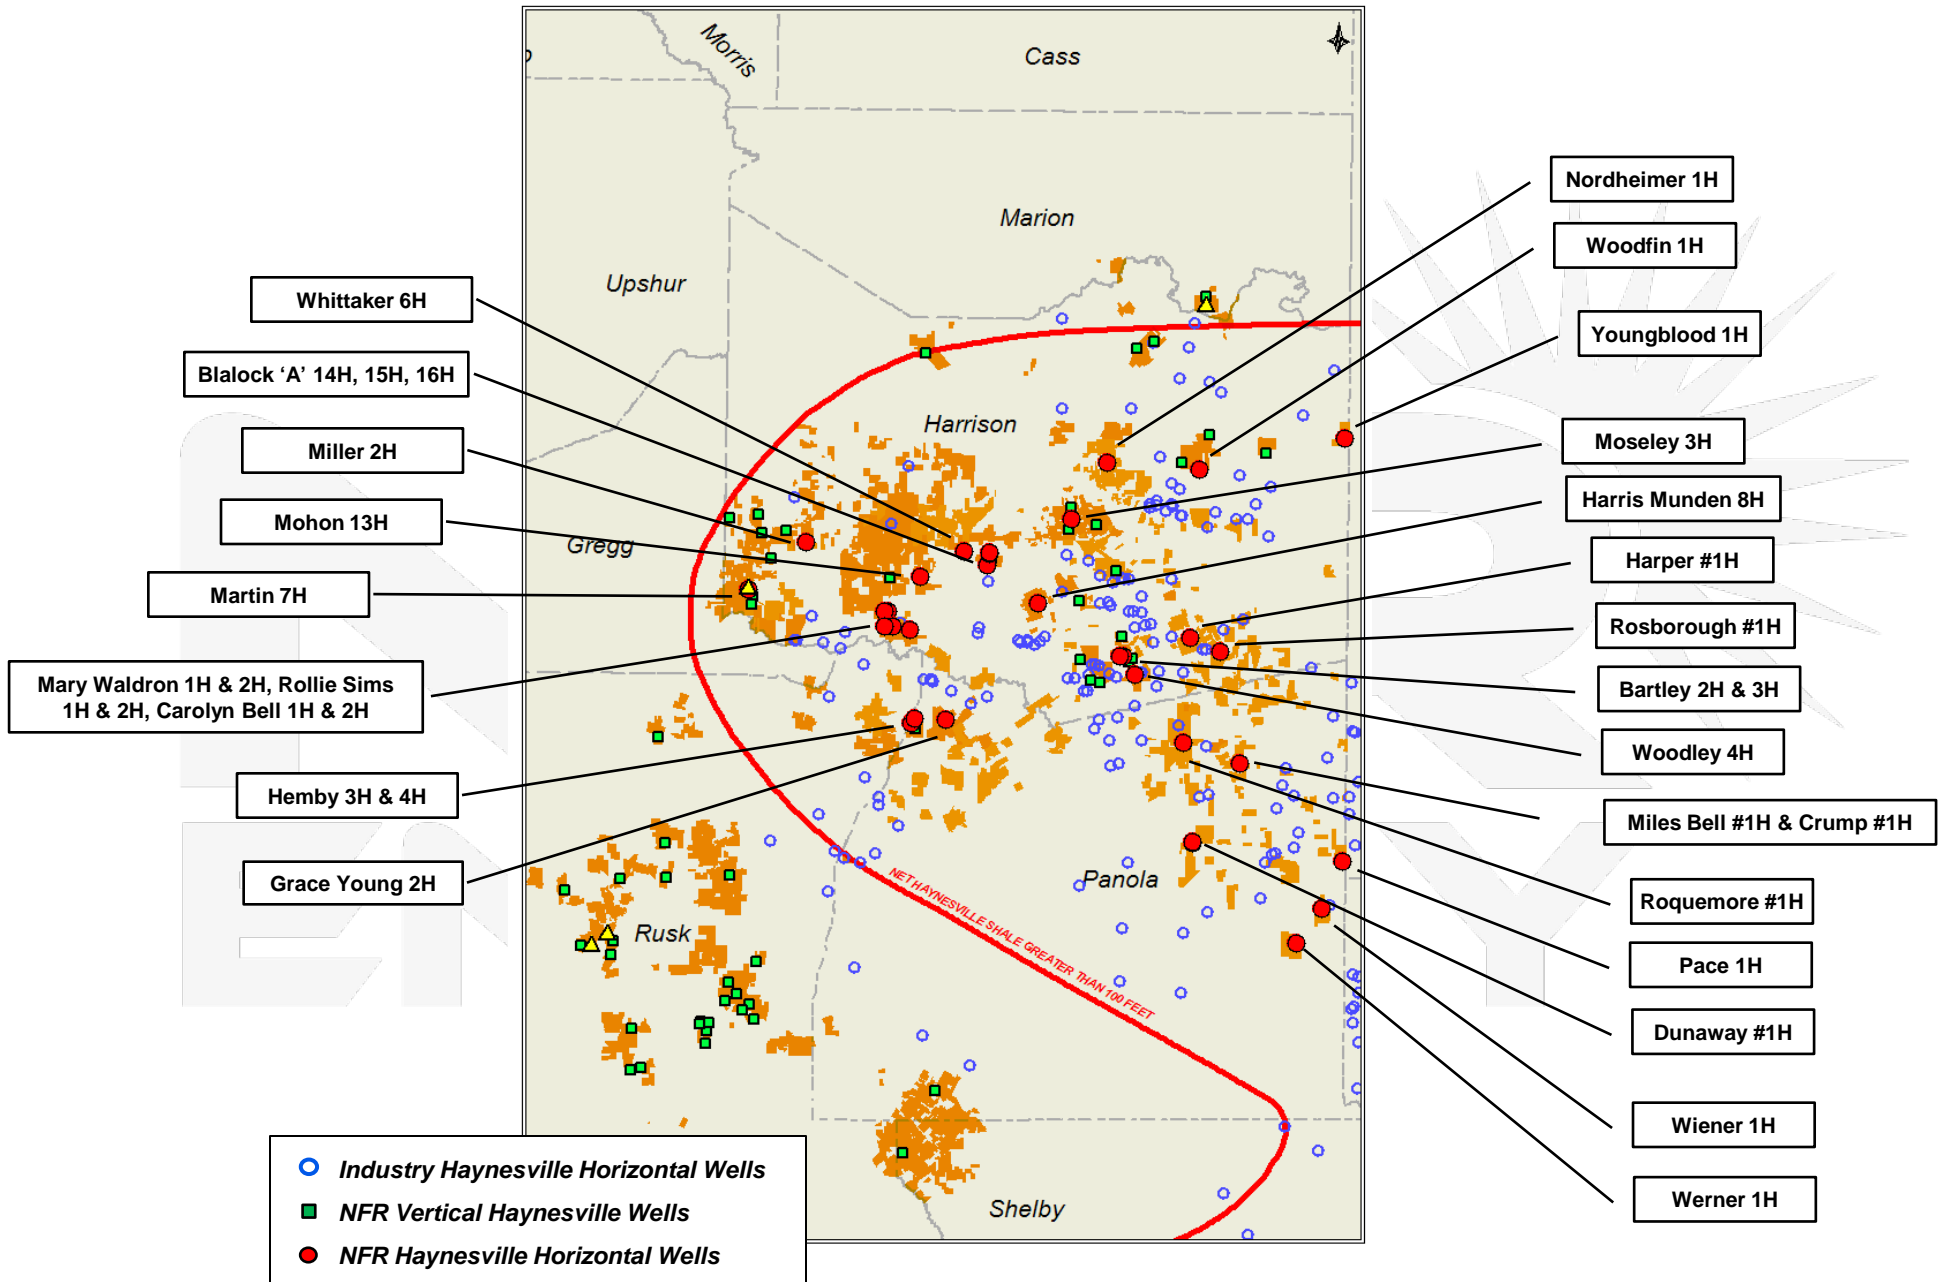 Morris
Cass
Marion
Upshur
Harrison
Gregg
Rusk
Panola
Shelby
NET HAYNESVILLE SHALE GREATER THAN 100 FEET
Whittaker 6H
Blalock ‘A’ 14H, 15H, 16H
Miller 2H
Mohon 13H
Martin 7H
Mary Waldron 1H & 2H, Rollie Sims
1H & 2H, Carolyn Bell 1H & 2H
Hemby 3H & 4H
Grace Young 2H
Nordheimer 1H
Woodfin 1H
Youngblood 1H
Moseley 3H
Harris Munden 8H
Harper #1H
Rosborough #1H
Bartley 2H & 3H
Woodley 4H
Miles Bell #1H & Crump #1H
Roquemore #1H
Pace 1H
Dunaway #1H
Wiener 1H
Werner 1H
Industry Haynesville Horizontal Wells
NFR Vertical Haynesville Wells
NFR Haynesville Horizontal Wells